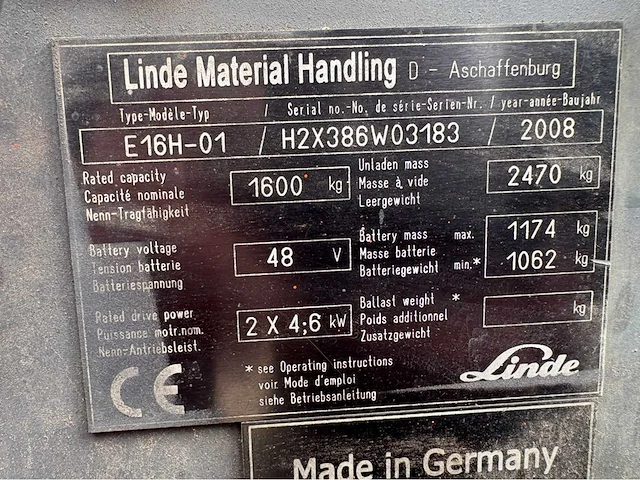 Linde Material Handling D - Aschaffenburg
Type-Modèle-Typ / Serial no.-No. de série-Serien-Nr. / year-année-Baujahr
E16H-01 / H2X386W03183 / 2008
Rated capacity
Capacité nominale
Nenn-Tragfähigkeit
1600 kg
Unladen mass
Masse à vide
Leergewicht
2470 kg
Battery voltage
Tension batterie
Batteriespannung
48 V
Battery mass max.
Masse batterie
Batteriegewicht min.*
1174 kg
1062 kg
Rated drive power
Puissance motr.nom.
Nenn-Antriebsleist.
2 X 4;6 kW
Ballast weight *
Poids additionnel
Zusatzgewicht
kg
* see Operating instructions
voir Mode d'emploi
siehe Betriebsanleitung
CE
Linde
Made in Germany